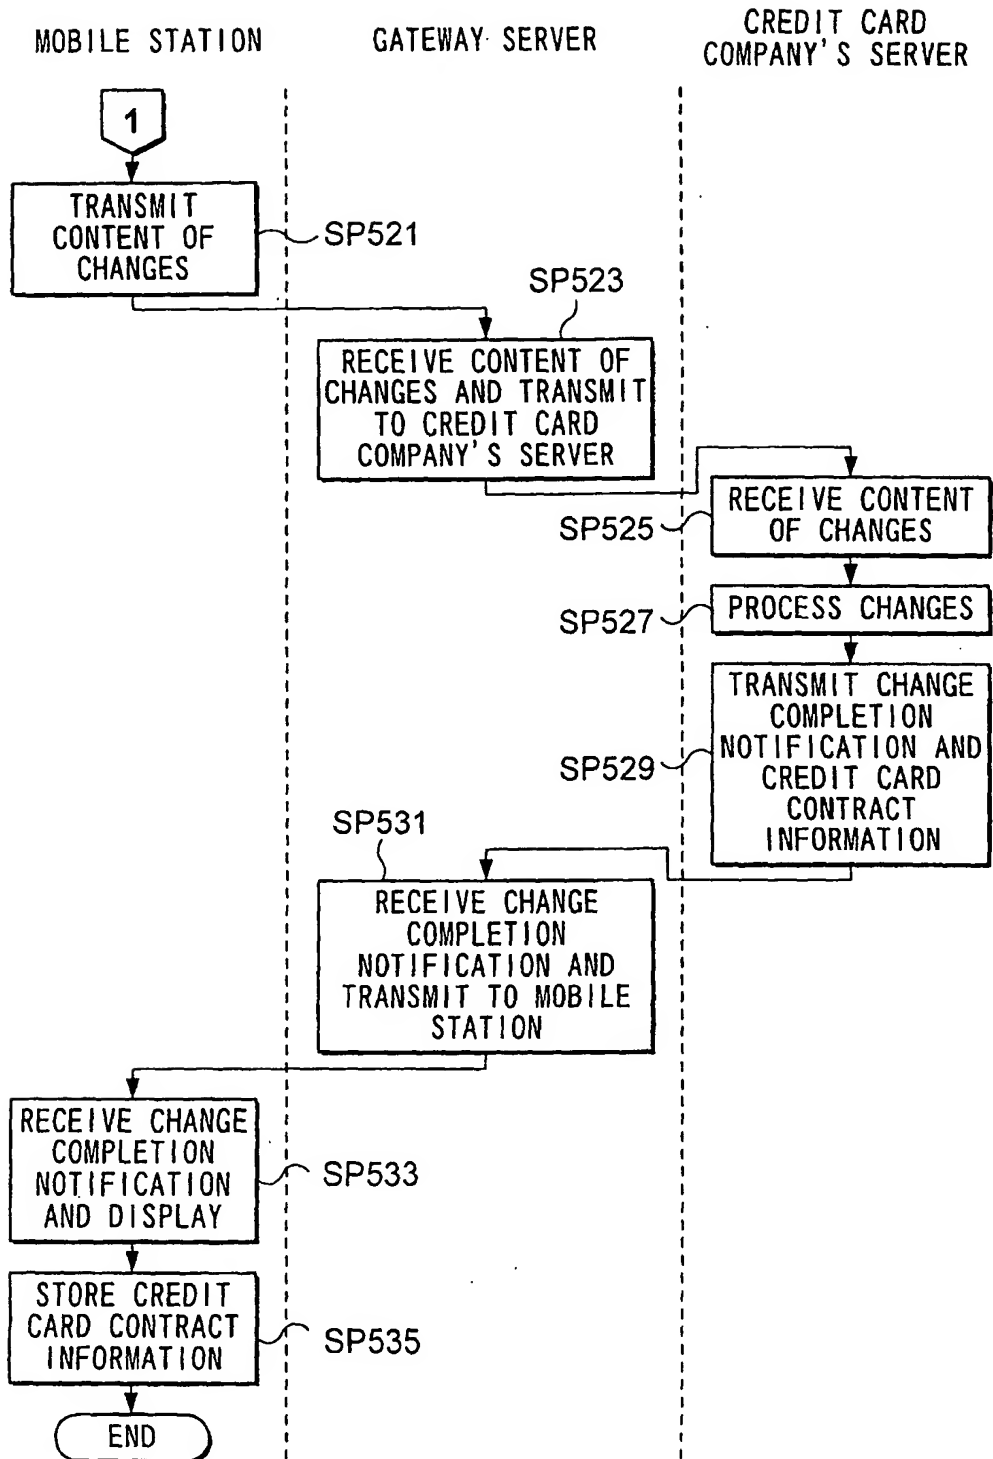 MOBILE STATION
GATEWAY SERVER
CREDIT CARD
COMPANY'S SERVER
1
TRANSMIT
CONTENT OF
CHANGES
SP521
SP523
RECEIVE CONTENT OF
CHANGES AND TRANSMIT
TO CREDIT CARD
COMPANY'S SERVER
RECEIVE CONTENT
OF CHANGES
SP525
PROCESS CHANGES
SP527
TRANSMIT CHANGE
COMPLETION
NOTIFICATION AND
CREDIT CARD
CONTRACT
INFORMATION
SP529
SP531
RECEIVE CHANGE
COMPLETION
NOTIFICATION AND
TRANSMIT TO MOBILE
STATION
RECEIVE CHANGE
COMPLETION
NOTIFICATION
AND DISPLAY
SP533
STORE CREDIT
CARD CONTRACT
INFORMATION
SP535
END